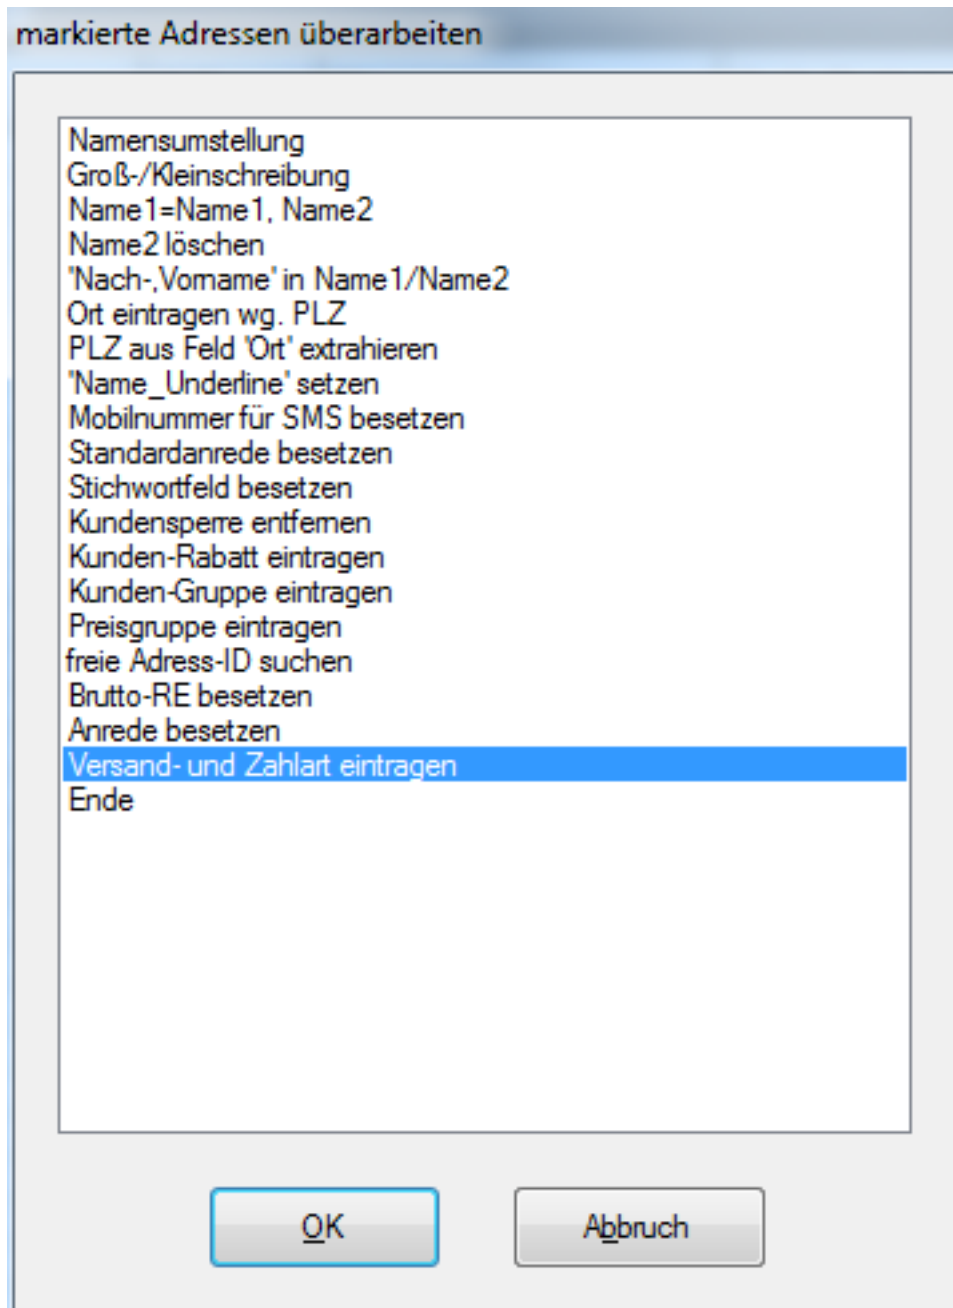 markierte Adressen überarbeiten
Namensumstellung
Groß-/Kleinschreibung
Name1=Name1, Name2
Name2 löschen
'Nach-,Vorname' in Name1/Name2
Ort eintragen wg. PLZ
PLZ aus Feld 'Ort' extrahieren
'Name_Underline' setzen
Mobilnummer für SMS besetzen
Standardanrede besetzen
Stichwortfeld besetzen
Kundensperre entfernen
Kunden-Rabatt eintragen
Kunden-Gruppe eintragen
Preisgruppe eintragen
freie Adress-ID suchen
Brutto-RE besetzen
Anrede besetzen
Versand- und Zahlart eintragen
Ende
OK Abbruch